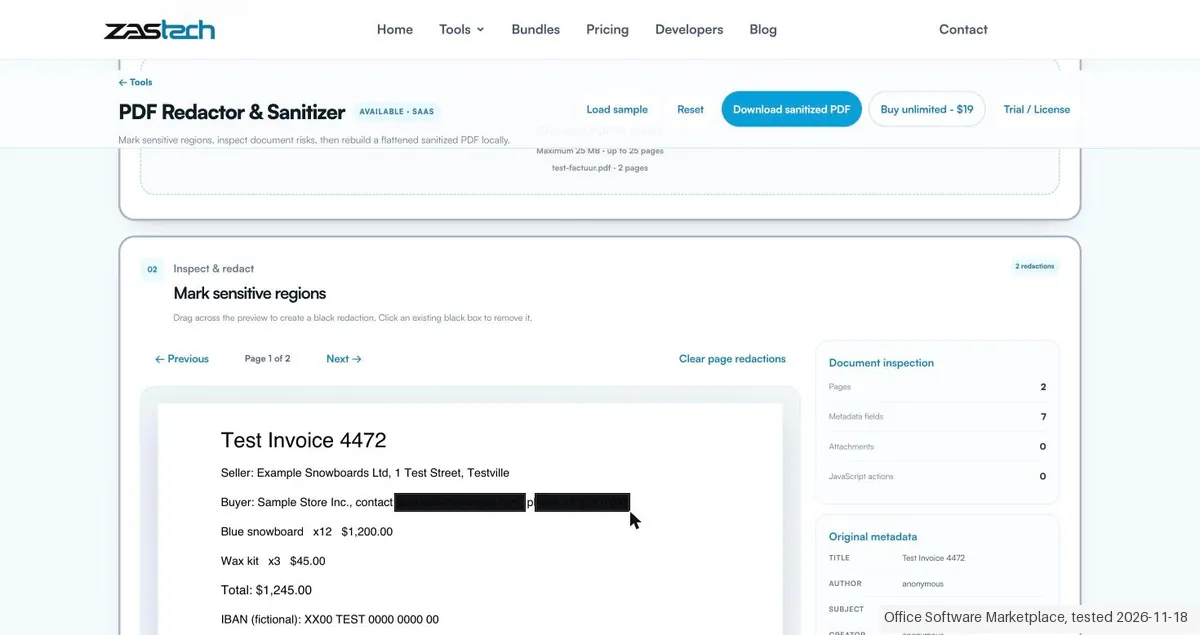 zastech
Home Tools Bundles Pricing Developers Blog Contact
← Tools
PDF Redactor & Sanitizer AVAILABLE · SAAS
Load sample Reset Download sanitized PDF Buy unlimited - $19 Trial / License
Mark sensitive regions, inspect document risks, then rebuild a flattened sanitized PDF locally.
Maximum 25 MB · up to 25 pages
test-factuur.pdf · 2 pages
02 Inspect & redact
2 redactions
Mark sensitive regions
Drag across the preview to create a black redaction. Click an existing black box to remove it.
← Previous Page 1 of 2 Next → Clear page redactions
Test Invoice 4472
Seller: Example Snowboards Ltd, 1 Test Street, Testville
Buyer: Sample Store Inc., contact p
Blue snowboard x12 $1,200.00
Wax kit x3 $45.00
Total: $1,245.00
IBAN (fictional): XX00 TEST 0000 0000 00
Document inspection
Pages 2
Metadata fields 7
Attachments 0
JavaScript actions 0
Original metadata
TITLE Test Invoice 4472
AUTHOR anonymous
SUBJECT
CREATOR anonymous
Office Software Marketplace, tested 2026-11-18